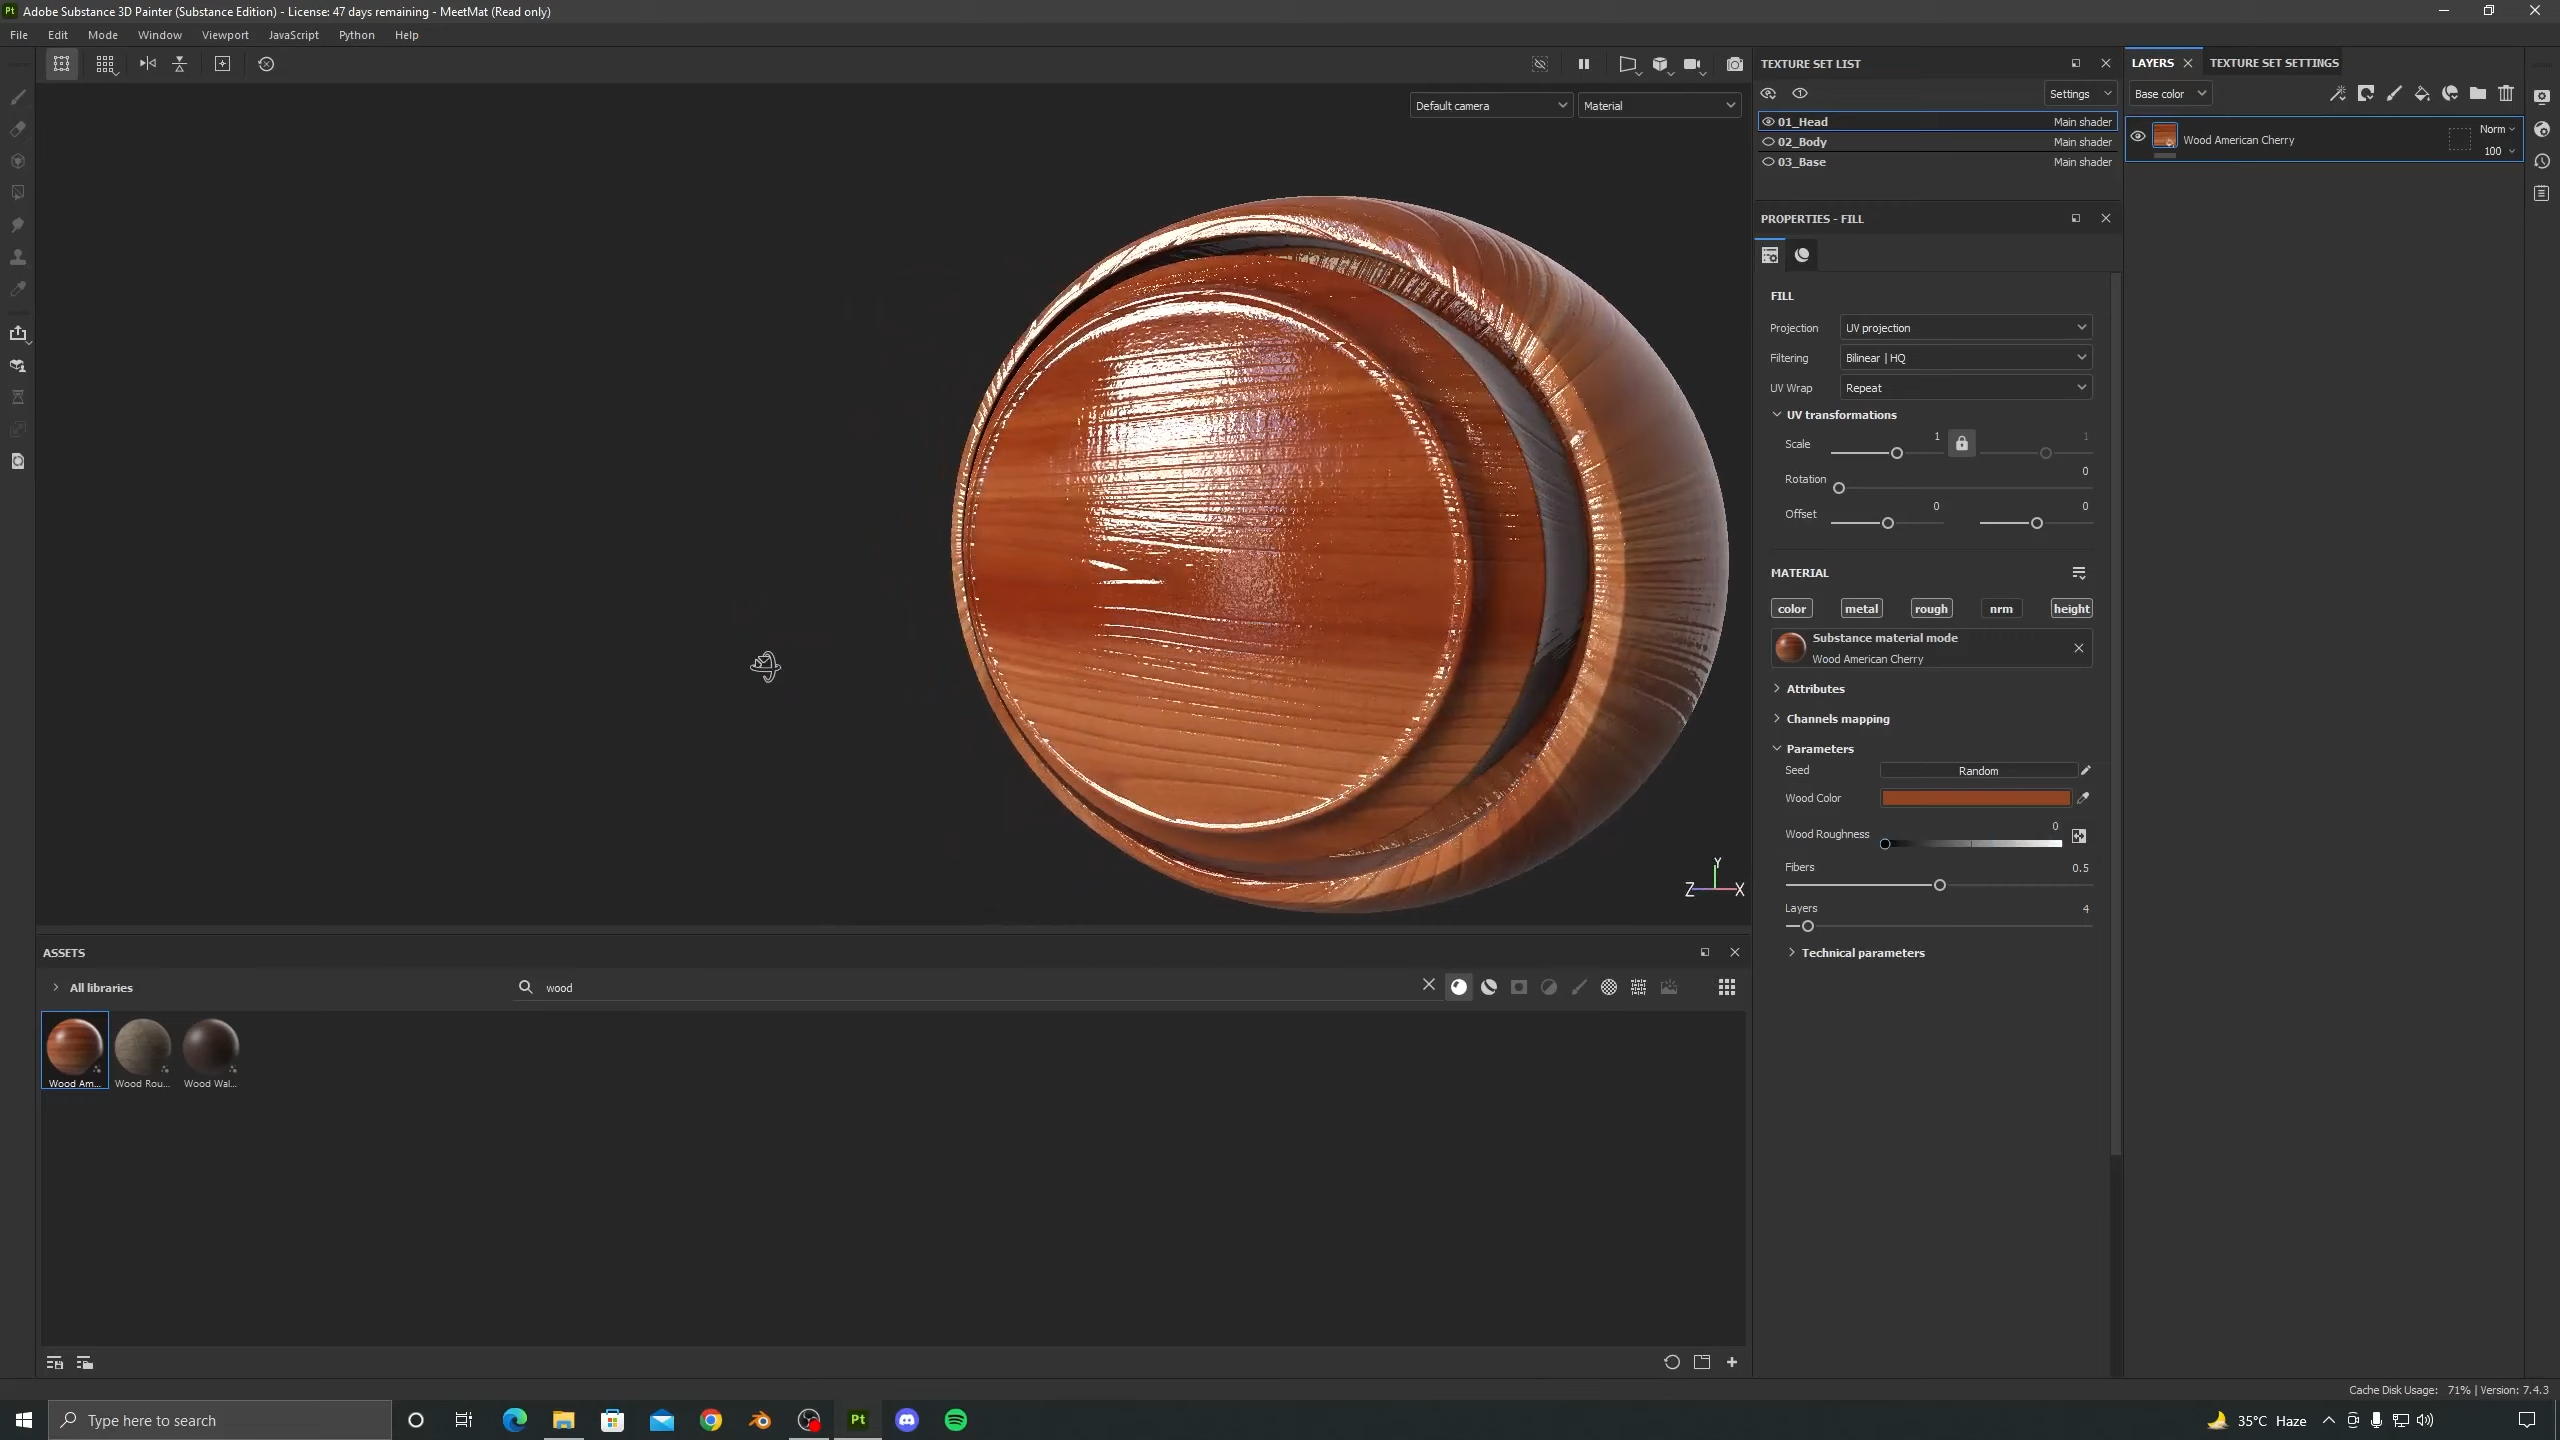 Pt Adobe Substance 3D Painter (Substance Edition) - License: 47 days remaining - MeetMat (Read only)
File Edit Mode Window Viewport JavaScript Python Help
Default camera Material
TEXTURE SET LIST
Settings
01_Head Main shader
02_Body Main shader
03_Base Main shader
PROPERTIES - FILL
FILL
Projection UV projection
Filtering Bilinear | HQ
UV Wrap Repeat
UV transformations
Scale 1 1
Rotation 0
Offset 0 0
MATERIAL
color metal rough nrm height
Substance material mode
Wood American Cherry
Attributes
Channels mapping
Parameters
Seed Random
Wood Color
Wood Roughness 0
Fibers 0.5
Layers 4
Technical parameters
LAYERS TEXTURE SET SETTINGS
Base color
Wood American Cherry Norm
100
Y
Z X
ASSETS
All libraries wood
Wood Am... Wood Rou... Wood Wal...
Cache Disk Usage: 71% | Version: 7.4.3
Type here to search
Pt
35°C Haze